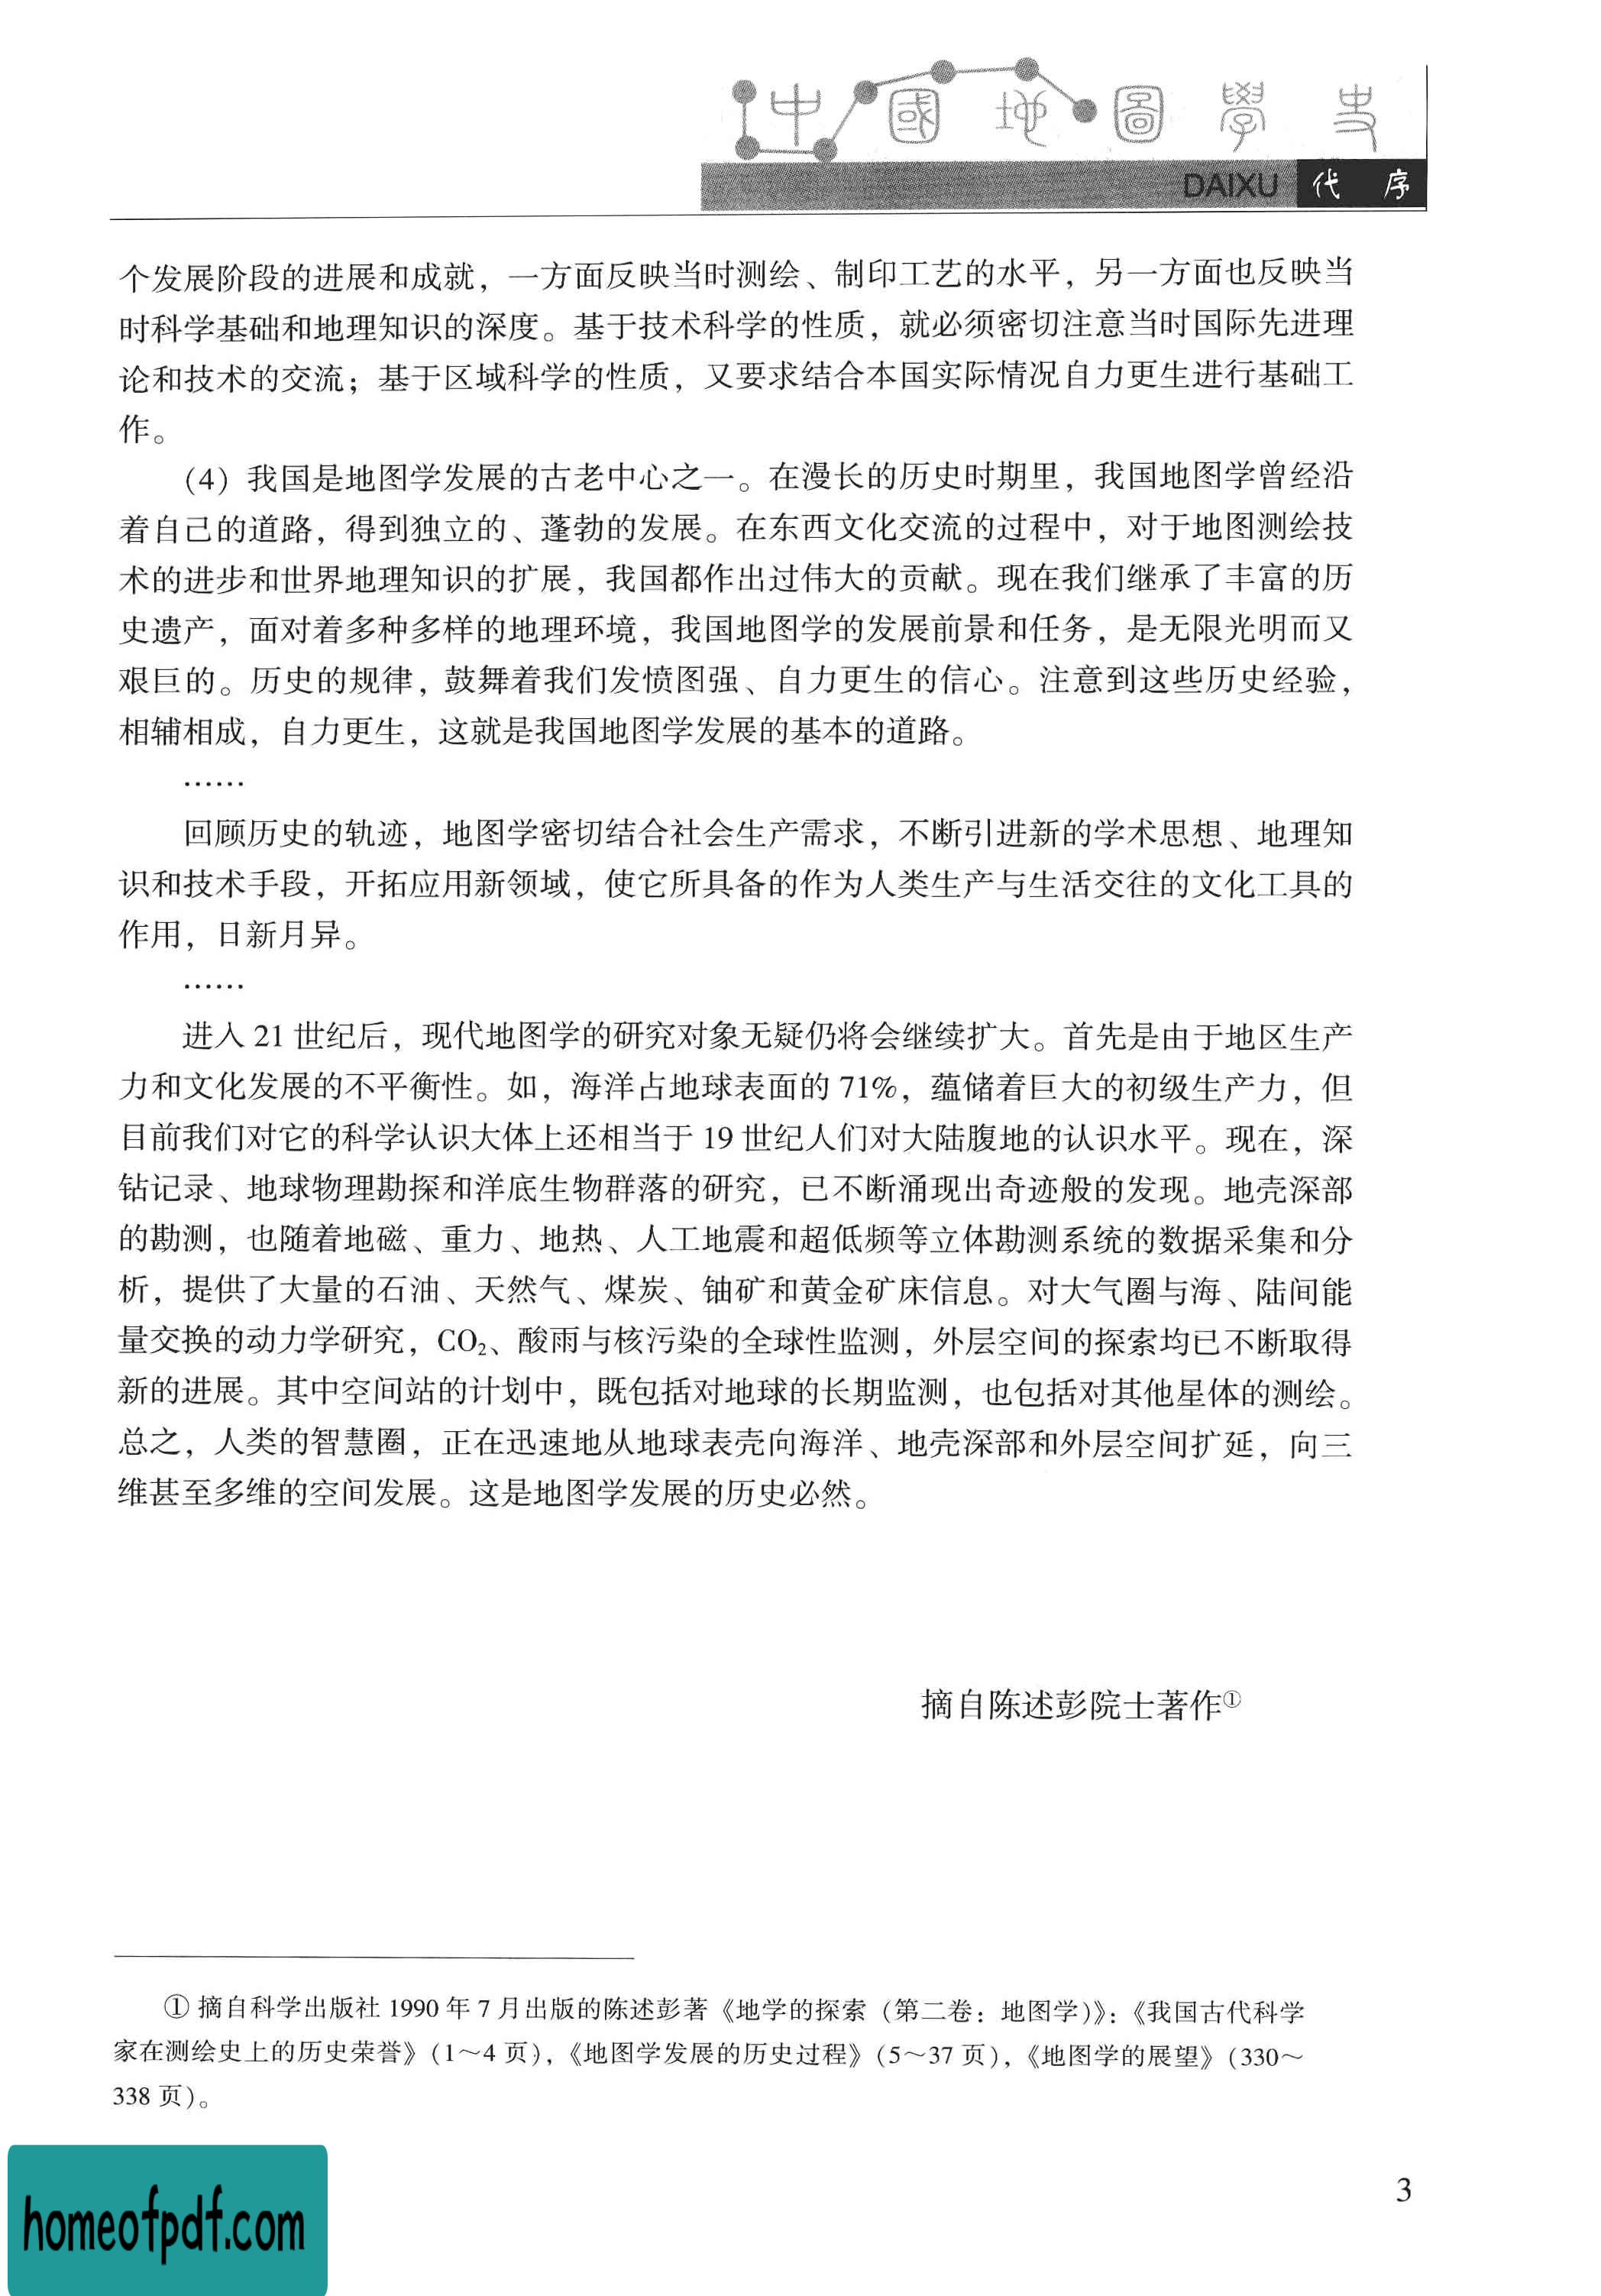 中國地圖學史
DAIXU 代 序
个发展阶段的进展和成就，一方面反映当时测绘、制印工艺的水平，另一方面也反映当
时科学基础和地理知识的深度。基于技术科学的性质，就必须密切注意当时国际先进理
论和技术的交流；基于区域科学的性质，又要求结合本国实际情况自力更生进行基础工
作。
（4）我国是地图学发展的古老中心之一。在漫长的历史时期里，我国地图学曾经沿
着自己的道路，得到独立的、蓬勃的发展。在东西文化交流的过程中，对于地图测绘技
术的进步和世界地理知识的扩展，我国都作出过伟大的贡献。现在我们继承了丰富的历
史遗产，面对着多种多样的地理环境，我国地图学的发展前景和任务，是无限光明而又
艰巨的。历史的规律，鼓舞着我们发愤图强、自力更生的信心。注意到这些历史经验，
相辅相成，自力更生，这就是我国地图学发展的基本的道路。
……
回顾历史的轨迹，地图学密切结合社会生产需求，不断引进新的学术思想、地理知
识和技术手段，开拓应用新领域，使它所具备的作为人类生产与生活交往的文化工具的
作用，日新月异。
……
进入 21 世纪后，现代地图学的研究对象无疑仍将会继续扩大。首先是由于地区生产
力和文化发展的不平衡性。如，海洋占地球表面的 71%，蕴储着巨大的初级生产力，但
目前我们对它的科学认识大体上还相当于 19 世纪人们对大陆腹地的认识水平。现在，深
钻记录、地球物理勘探和洋底生物群落的研究，已不断涌现出奇迹般的发现。地壳深部
的勘测，也随着地磁、重力、地热、人工地震和超低频等立体勘测系统的数据采集和分
析，提供了大量的石油、天然气、煤炭、铀矿和黄金矿床信息。对大气圈与海、陆间能
量交换的动力学研究，CO₂、酸雨与核污染的全球性监测，外层空间的探索均已不断取得
新的进展。其中空间站的计划中，既包括对地球的长期监测，也包括对其他星体的测绘。
总之，人类的智慧圈，正在迅速地从地球表壳向海洋、地壳深部和外层空间扩延，向三
维甚至多维的空间发展。这是地图学发展的历史必然。
摘自陈述彭院士著作①
① 摘自科学出版社 1990 年 7 月出版的陈述彭著《地学的探索（第二卷：地图学）》：《我国古代科学
家在测绘史上的历史荣誉》（1～4 页），《地图学发展的历史过程》（5～37 页），《地图学的展望》（330～
338 页）。
3
homeofpdf.com